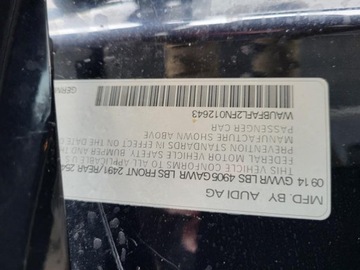 MFD. BY AUDI AG
09 14 GVWR LBS 4905 GAWR LBS FRONT 2491/REAR 254
THIS VEHICLE CONFORMS TO ALL APPLICABLE U.S
FEDERAL MOTOR VEHICLE SAFETY AND BUMPER AND
PREVENTION STANDARDS IN EFFECT ON THE DATE
MANUFACTURE SHOWN ABOVE
PASSENGER CAR
WAUBFAFL2FN012643
GERM